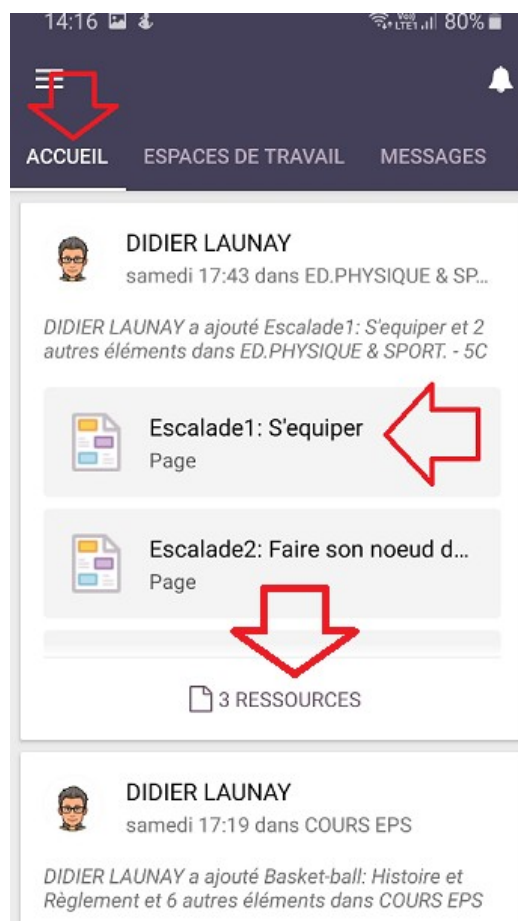 14:16 80%
ACCUEIL ESPACES DE TRAVAIL MESSAGES
DIDIER LAUNAY
samedi 17:43 dans ED.PHYSIQUE & SP...
DIDIER LAUNAY a ajouté Escalade1: S'equiper et 2
autres éléments dans ED.PHYSIQUE & SPORT. - 5C
Escalade1: S'equiper
Page
Escalade2: Faire son noeud d...
Page
3 RESSOURCES
DIDIER LAUNAY
samedi 17:19 dans COURS EPS
DIDIER LAUNAY a ajouté Basket-ball: Histoire et
Règlement et 6 autres éléments dans COURS EPS